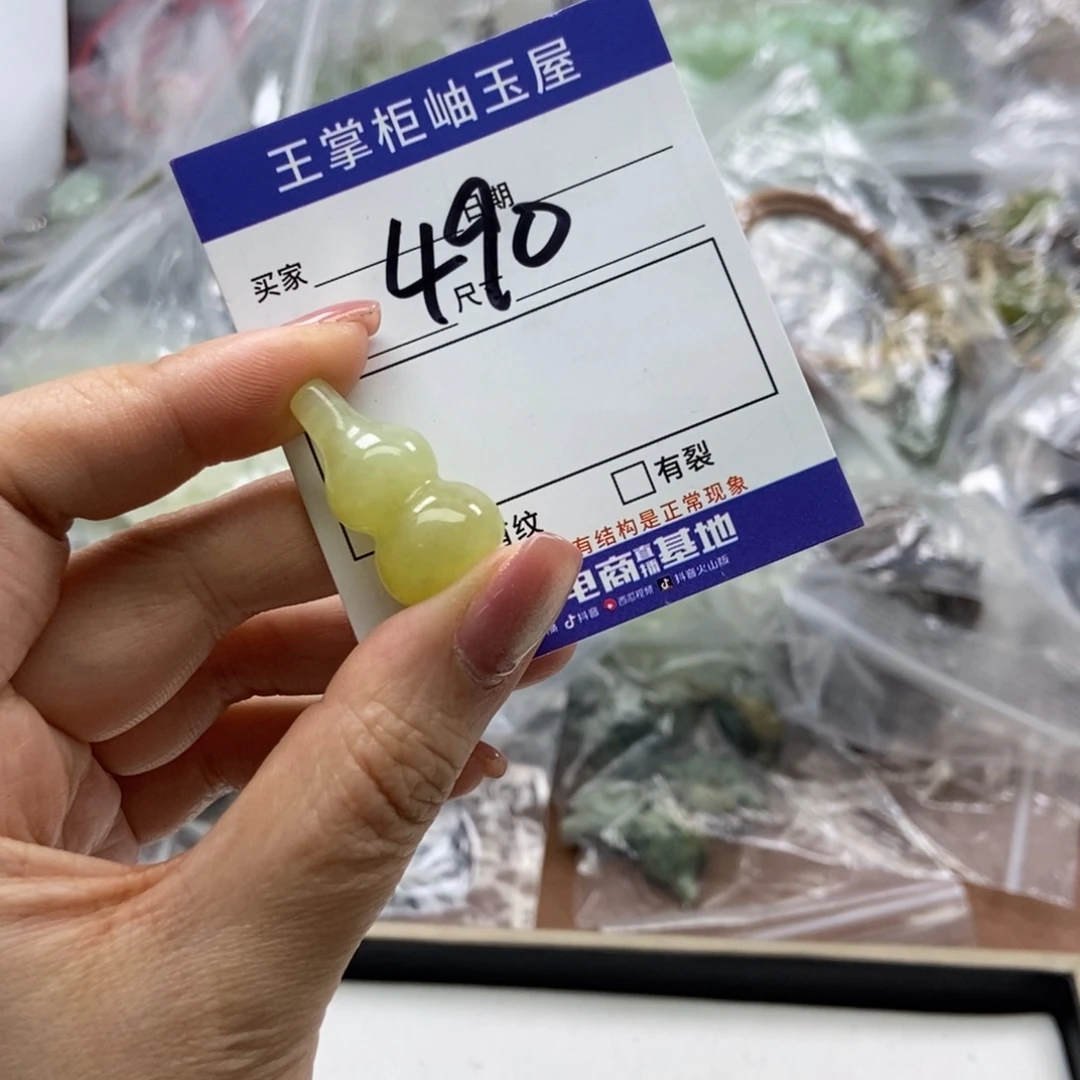 王掌柜岫玉屋
日期
490
买家
尺寸
有裂
有纹
有结构是正常现象
电商直播基地
抖音 西瓜视频 抖音火山版